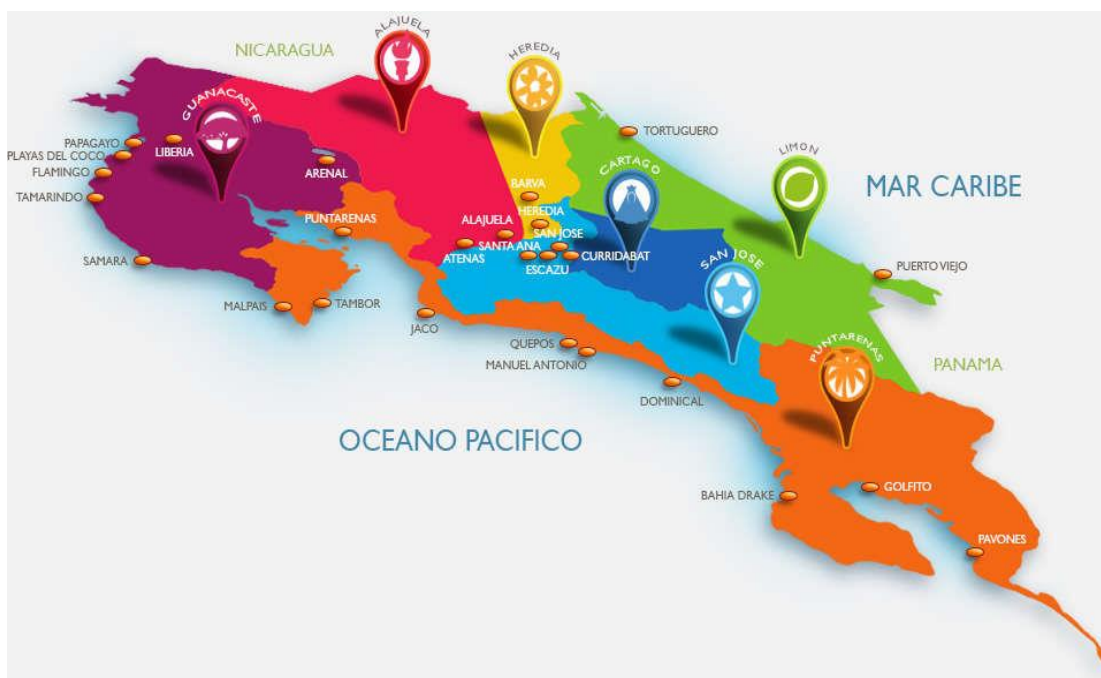 ALAJUELA
NICARAGUA
HEREDIA
GUANACASTE
TORTUGUERO
PAPAGAYO
LIBERIA
PLAYAS DEL COCO
LIMON
CARTAGO
FLAMINGO
ARENAL
MAR CARIBE
BARVA
TAMARINDO
HEREDIA
PUNTARENAS
ALAJUELA
SAN JOSE
SANTA ANA
ATENAS
CURRIDABAT
ESCAZU
SAMARA
SAN JOSE
PUERTO VIEJO
MALPAIS
TAMBOR
JACO
QUEPOS
PUNTARENAS
MANUEL ANTONIO
PANAMA
DOMINICAL
OCEANO PACIFICO
GOLFITO
BAHIA DRAKE
PAVONES